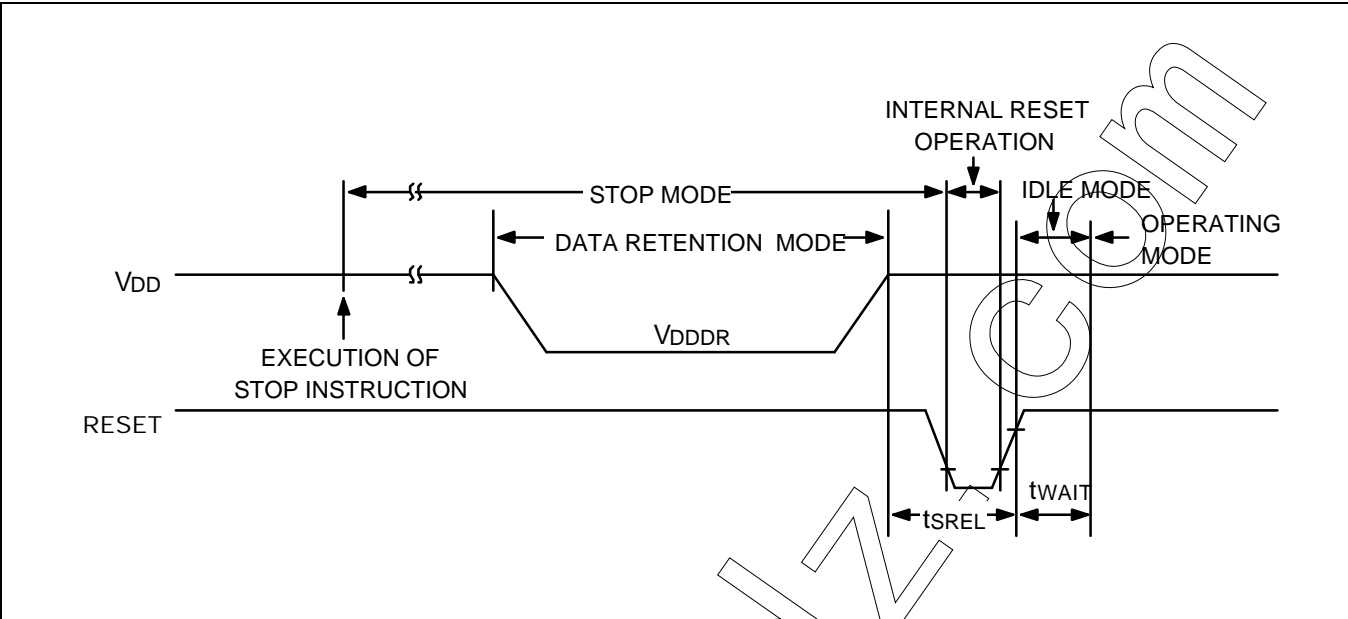 INTERNAL RESET
OPERATION
STOP MODE
IDLE MODE
DATA RETENTION MODE
OPERATING
MODE
VDD
VDDDR
EXECUTION OF
STOP INSTRUCTION
RESET
tWAIT
tSREL